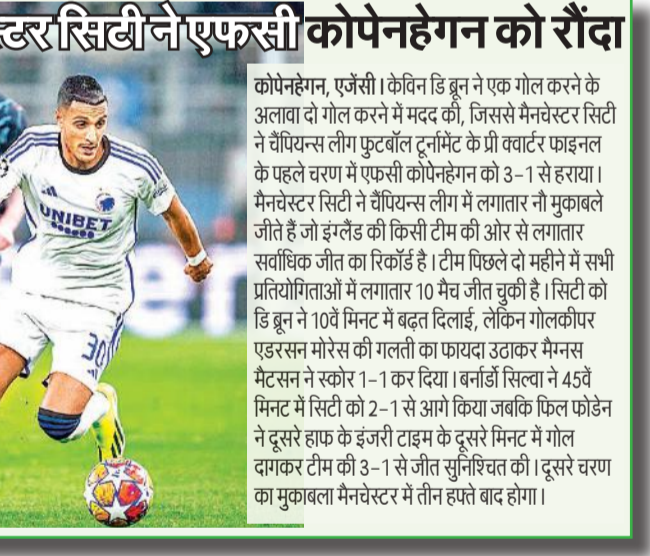 टर सिटी ने एफसी कोपेनहेगन को रौंदा
कोपेनहेगन, एजेंसी। केविन डि ब्रून ने एक गोल करने के
अलावा दो गोल करने में मदद की, जिससे मैनचेस्टर सिटी
ने चैंपियन्स लीग फुटबॉल टूर्नामेंट के प्री क्वार्टर फाइनल
के पहले चरण में एफसी कोपेनहेगन को 3-1 से हराया।
मैनचेस्टर सिटी ने चैंपियन्स लीग में लगातार नौ मुकाबले
जीते हैं जो इंग्लैंड की किसी टीम की ओर से लगातार
सर्वाधिक जीत का रिकॉर्ड है। टीम पिछले दो महीने में सभी
प्रतियोगिताओं में लगातार 10 मैच जीत चुकी है। सिटी को
डि ब्रून ने 10वें मिनट में बढ़त दिलाई, लेकिन गोलकीपर
एडरसन मोरेस की गलती का फायदा उठाकर मैग्नस
मैटसन ने स्कोर 1-1 कर दिया। बर्नार्डो सिल्वा ने 45वें
मिनट में सिटी को 2-1 से आगे किया जबकि फिल फोडेन
ने दूसरे हाफ के इंजरी टाइम के दूसरे मिनट में गोल
दागकर टीम की 3-1 से जीत सुनिश्चित की। दूसरे चरण
का मुकाबला मैनचेस्टर में तीन हफ्ते बाद होगा।
UNIBET
30